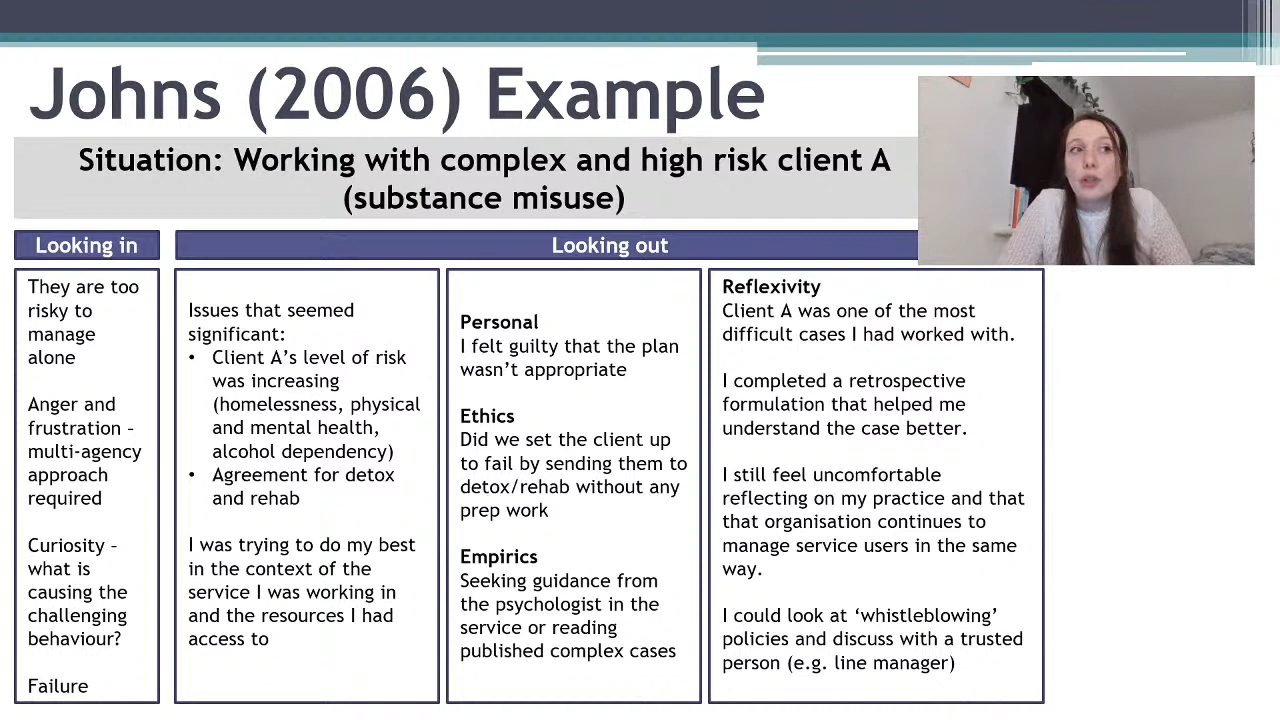 Johns (2006) Example
Situation: Working with complex and high risk client A
(substance misuse)
Looking in
Looking out
They are too
risky to
manage
alone
Anger and
frustration –
multi-agency
approach
required
Curiosity –
what is
causing the
challenging
behaviour?
Failure
Issues that seemed
significant:
• Client A's level of risk
was increasing
(homelessness, physical
and mental health,
alcohol dependency)
• Agreement for detox
and rehab
I was trying to do my best
in the context of the
service I was working in
and the resources I had
access to
Personal
I felt guilty that the plan
wasn't appropriate
Ethics
Did we set the client up
to fail by sending them to
detox/rehab without any
prep work
Empirics
Seeking guidance from
the psychologist in the
service or reading
published complex cases
Reflexivity
Client A was one of the most
difficult cases I had worked with.
I completed a retrospective
formulation that helped me
understand the case better.
I still feel uncomfortable
reflecting on my practice and that
that organisation continues to
manage service users in the same
way.
I could look at ‘whistleblowing’
policies and discuss with a trusted
person (e.g. line manager)